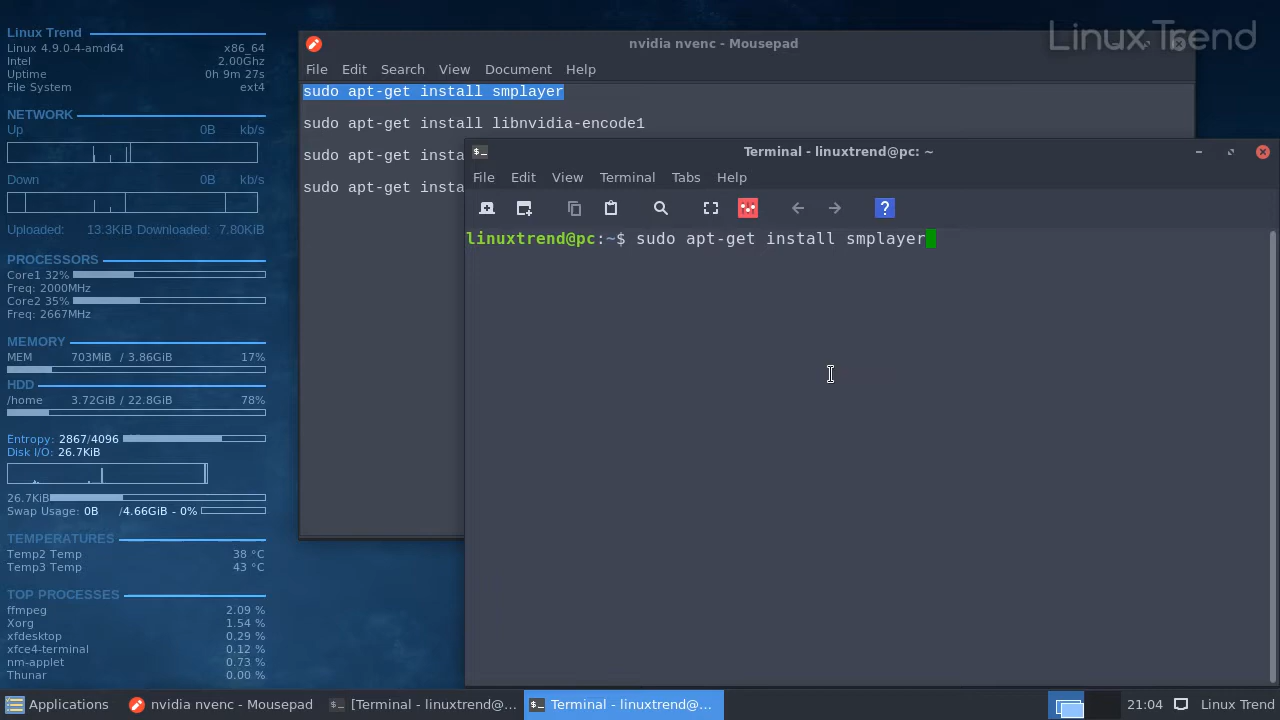 Linux Trend
Linux 4.9.0-4-amd64 x86_64
Intel 2.00Ghz
Uptime 0h 9m 27s
File System ext4
NETWORK
Up 0B kb/s
Down 0B kb/s
Uploaded: 13.3KiB Downloaded: 7.80KiB
PROCESSORS
Core1 32%
Freq: 2000MHz
Core2 35%
Freq: 2667MHz
MEMORY
MEM 703MiB / 3.86GiB 17%
HDD
/home 3.72GiB / 22.8GiB 78%
Entropy: 2867/4096
Disk I/O: 26.7KiB
26.7KiB
Swap Usage: 0B /4.66GiB - 0%
TEMPERATURES
Temp2 Temp 38 °C
Temp3 Temp 43 °C
TOP PROCESSES
ffmpeg 2.09 %
Xorg 1.54 %
xfdesktop 0.29 %
xfce4-terminal 0.12 %
nm-applet 0.73 %
Thunar 0.00 %
nvidia nvenc - Mousepad
Linux Trend
File Edit Search View Document Help
sudo apt-get install smplayer
sudo apt-get install libnvidia-encode1
sudo apt-get insta
sudo apt-get insta
Terminal - linuxtrend@pc: ~
File Edit View Terminal Tabs Help
linuxtrend@pc:~$ sudo apt-get install smplayer
Applications nvidia nvenc - Mousepad [Terminal - linuxtrend@... Terminal - linuxtrend@... 21:04 Linux Trend